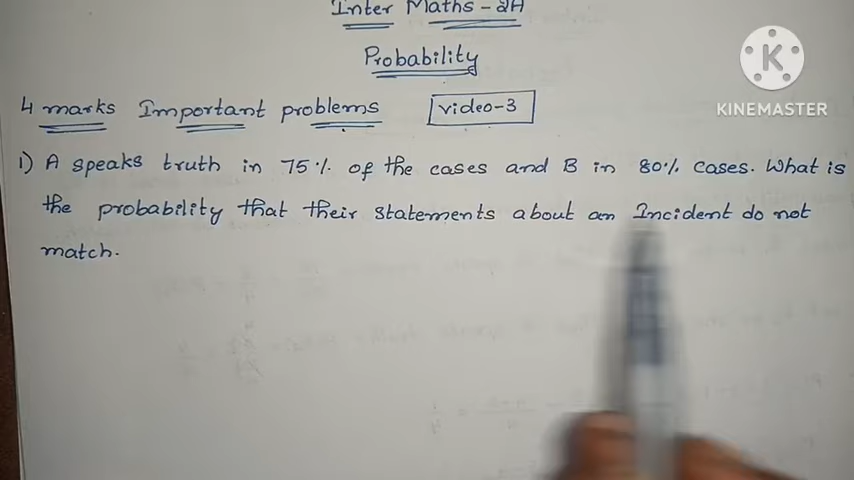 Inter Maths - 2A
Probability
K
KINEMASTER
4 marks Important problems video-3
1) A speaks truth in 75% of the cases and B in 80% cases. What is
the probability that their statements about an Incident do not
match.